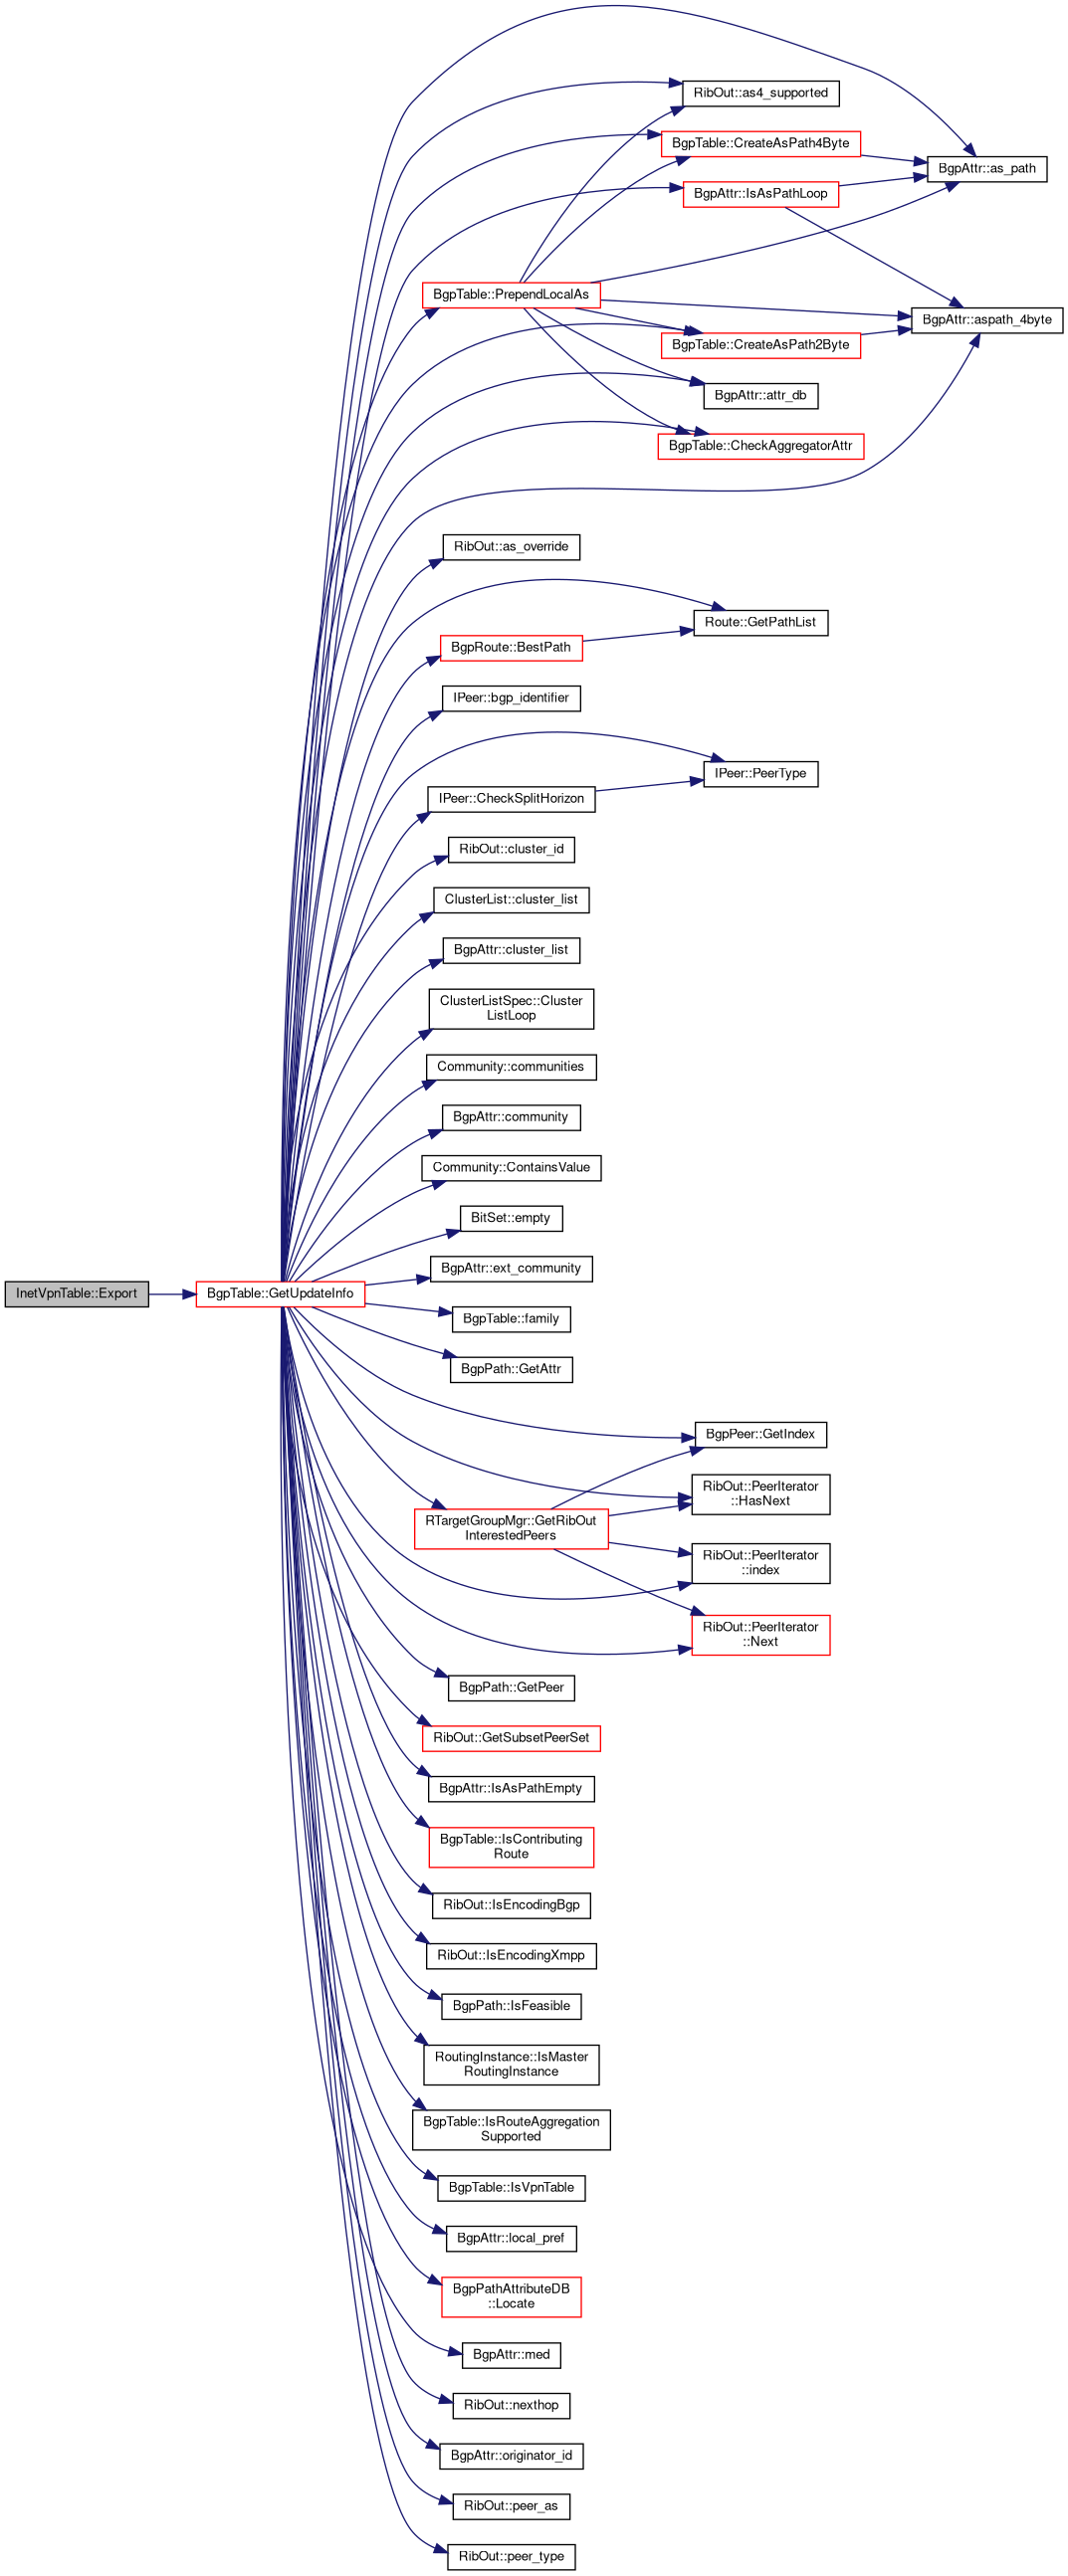 RibOut::as4_supported
BgpTable::CreateAsPath4Byte
BgpAttr::as_path
BgpAttr::IsAsPathLoop
BgpTable::PrependLocalAs
BgpAttr::aspath_4byte
BgpTable::CreateAsPath2Byte
BgpAttr::attr_db
BgpTable::CheckAggregatorAttr
RibOut::as_override
Route::GetPathList
BgpRoute::BestPath
IPeer::bgp_identifier
IPeer::PeerType
IPeer::CheckSplitHorizon
RibOut::cluster_id
ClusterList::cluster_list
BgpAttr::cluster_list
ClusterListSpec::Cluster
ListLoop
Community::communities
BgpAttr::community
Community::ContainsValue
BitSet::empty
BgpAttr::ext_community
InetVpnTable::Export
BgpTable::GetUpdateInfo
BgpTable::family
BgpPath::GetAttr
BgpPeer::GetIndex
RibOut::PeerIterator
::HasNext
RTargetGroupMgr::GetRibOut
InterestedPeers
RibOut::PeerIterator
::index
RibOut::PeerIterator
::Next
BgpPath::GetPeer
RibOut::GetSubsetPeerSet
BgpAttr::IsAsPathEmpty
BgpTable::IsContributing
Route
RibOut::IsEncodingBgp
RibOut::IsEncodingXmpp
BgpPath::IsFeasible
RoutingInstance::IsMaster
RoutingInstance
BgpTable::IsRouteAggregation
Supported
BgpTable::IsVpnTable
BgpAttr::local_pref
BgpPathAttributeDB
::Locate
BgpAttr::med
RibOut::nexthop
BgpAttr::originator_id
RibOut::peer_as
RibOut::peer_type